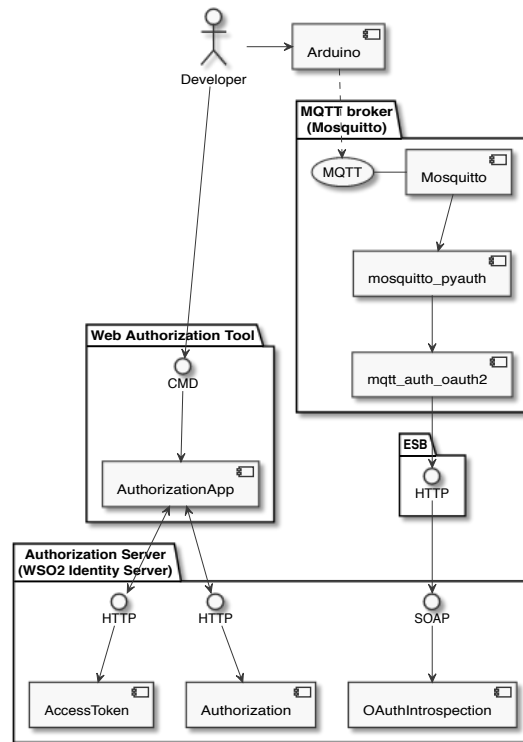 Developer
Arduino
MQTT broker
(Mosquitto)
MQTT
Mosquitto
mosquitto_pyauth
mqtt_auth_oauth2
Web Authorization Tool
CMD
AuthorizationApp
ESB
HTTP
Authorization Server
(WSO2 Identity Server)
HTTP
HTTP
SOAP
AccessToken
Authorization
OAuthIntrospection